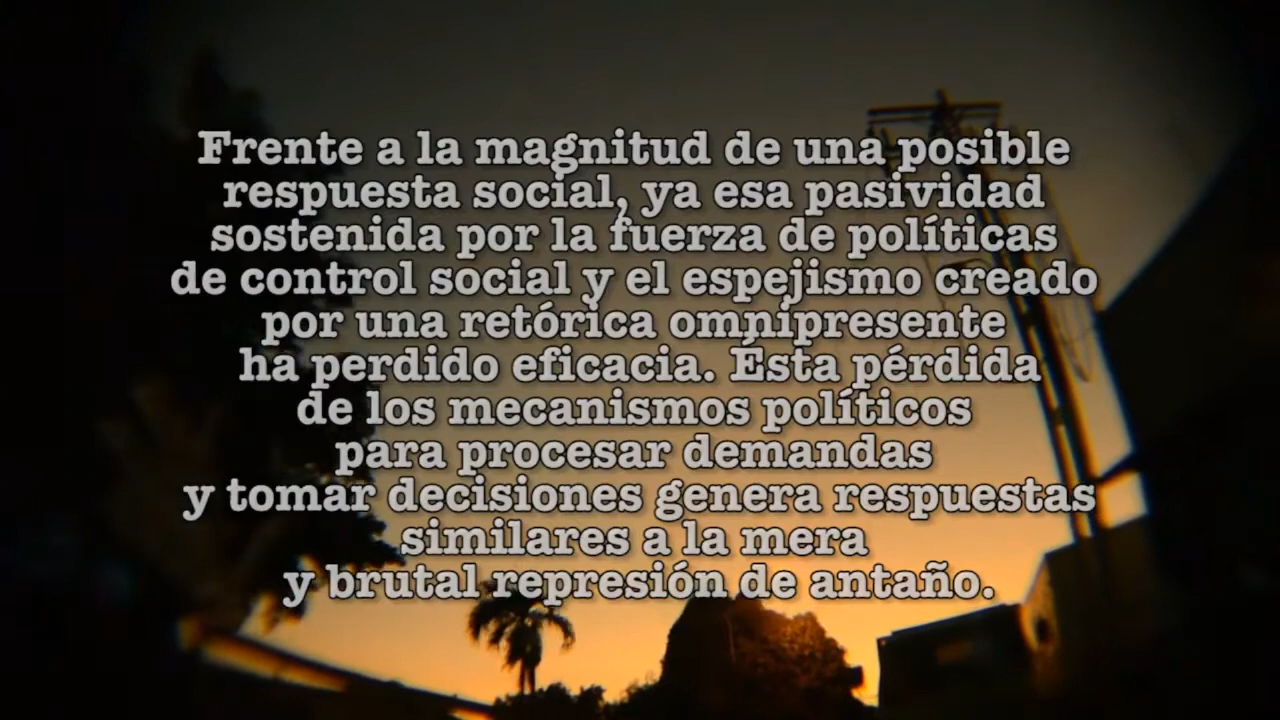 Frente a la magnitud de una posible
respuesta social, ya esa pasividad
sostenida por la fuerza de políticas
de control social y el espejismo creado
por una retórica omnipresente
ha perdido eficacia. Ésta pérdida
de los mecanismos políticos
para procesar demandas
y tomar decisiones genera respuestas
similares a la mera
y brutal represión de antaño.